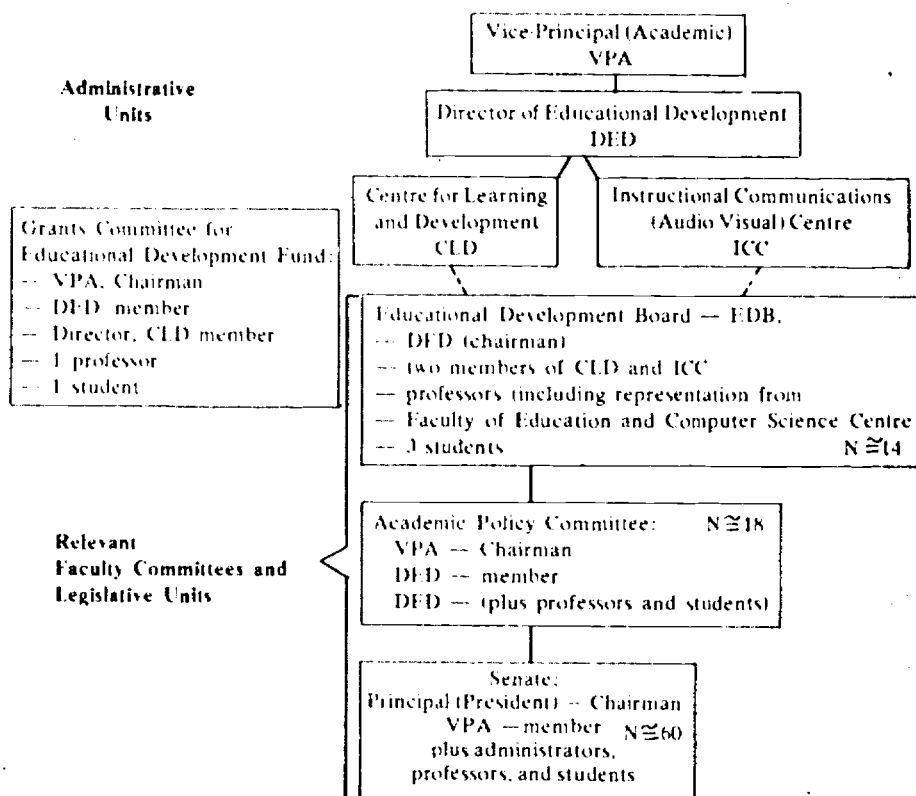 Vice-Principal (Academic)
VPA
Administrative
Units
Director of Educational Development
DED
Centre for Learning
and Development
CLD
Instructional Communications
(Audio Visual) Centre
ICC
Grants Committee for
Educational Development Fund:
-- VPA, Chairman
-- DED member
-- Director, CLD member
-- 1 professor
-- 1 student
Educational Development Board — EDB,
-- DED (chairman)
-- two members of CLD and ICC
-- professors (including representation from
-- Faculty of Education and Computer Science Centre
-- 3 students N ≅ 14
Relevant
Faculty Committees and
Legislative Units
Academic Policy Committee: N ≅ 18
VPA -- Chairman
DED -- member
DED -- (plus professors and students)
Senate:
Principal (President) -- Chairman
VPA — member N ≅ 60
plus administrators,
professors, and students